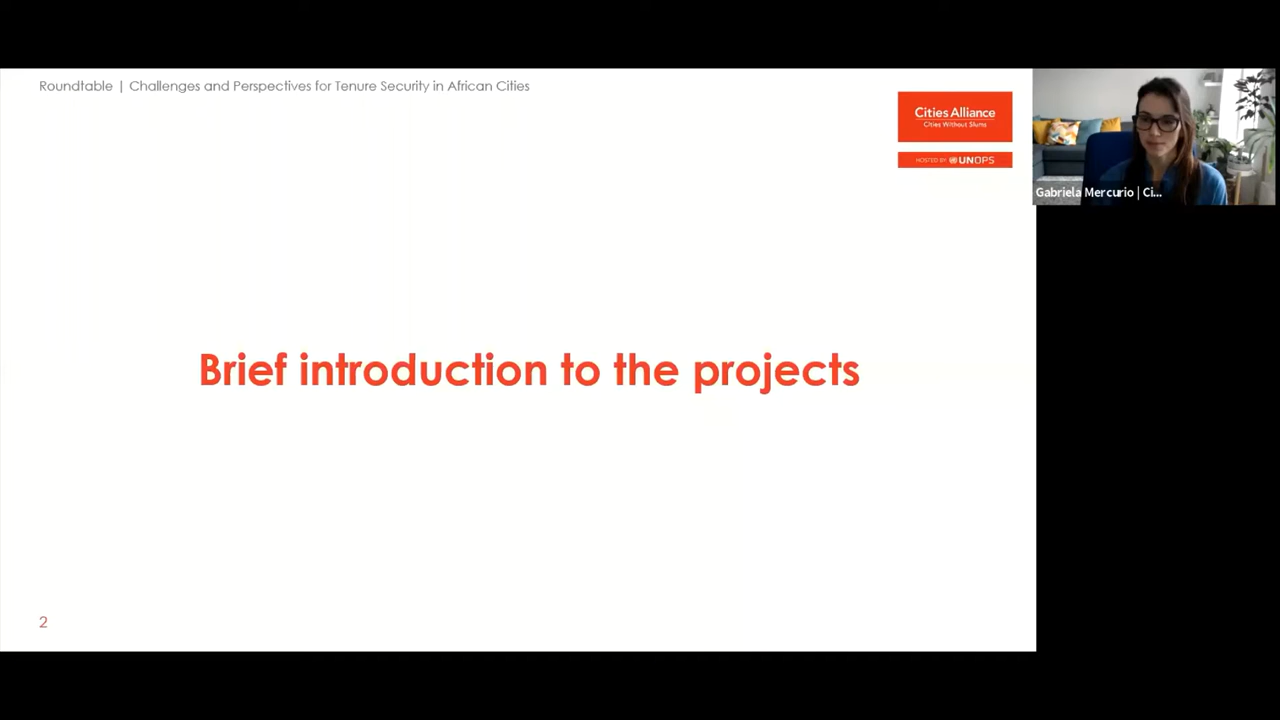 Roundtable | Challenges and Perspectives for Tenure Security in African Cities
Cities Alliance
Cities Without Slums
HOSTED BY UNOPS
Gabriela Mercurio | Ci...
Brief introduction to the projects
2